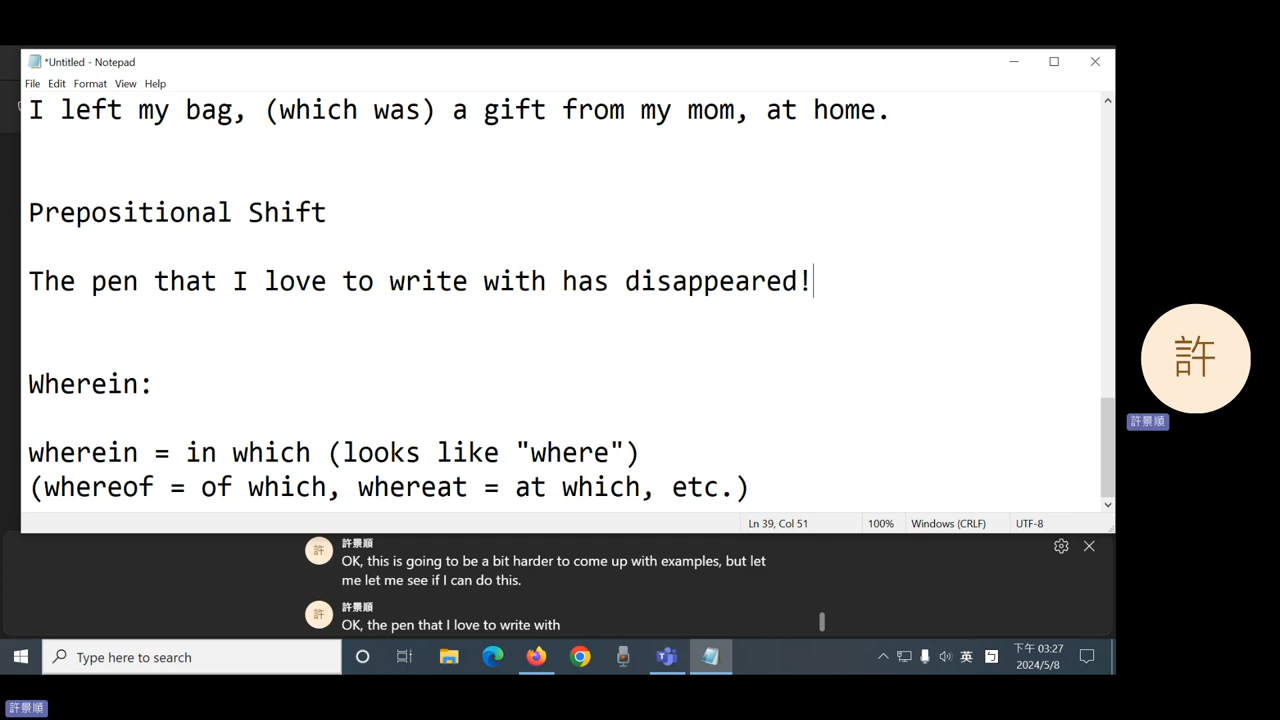 *Untitled - Notepad
File Edit Format View Help
I left my bag, (which was) a gift from my mom, at home.
Prepositional Shift
The pen that I love to write with has disappeared!
Wherein:
wherein = in which (looks like "where")
(whereof = of which, whereat = at which, etc.)
Ln 39, Col 51 100% Windows (CRLF) UTF-8
許
許景順
許
許景順
OK, this is going to be a bit harder to come up with examples, but let
me let me see if I can do this.
許
許景順
OK, the pen that I love to write with
Type here to search
英
下午 03:27
2024/5/8
許景順